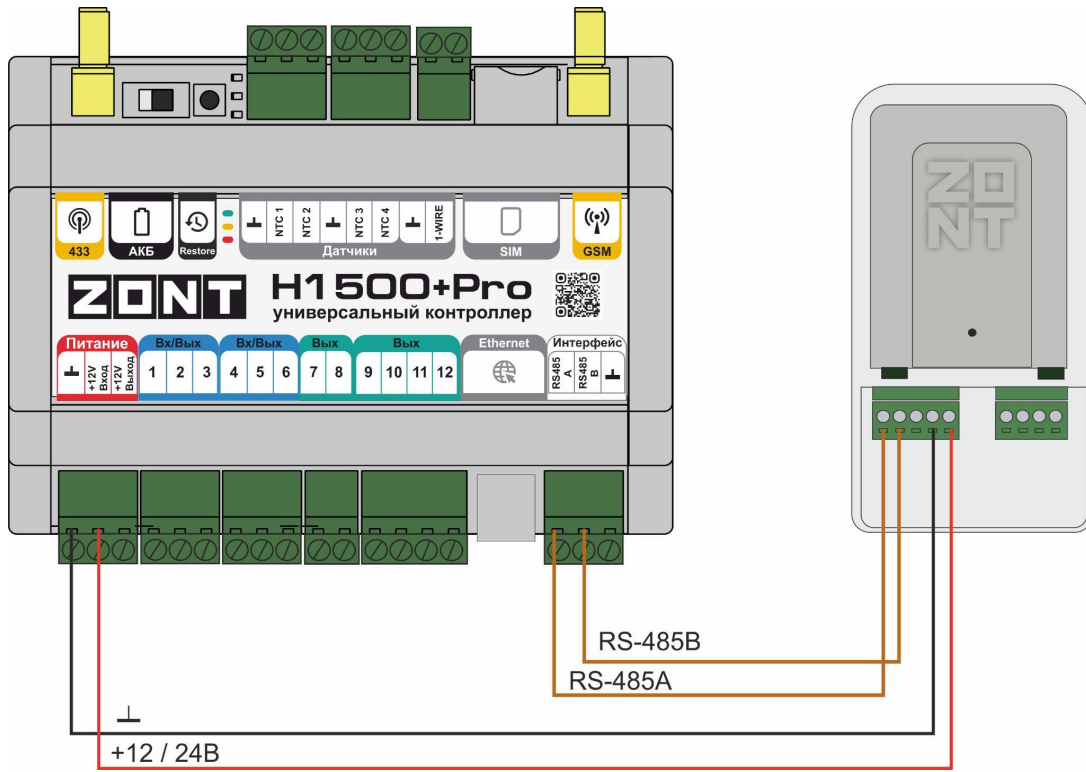 433
АКБ
Restore
NTC 1
NTC 2
NTC 3
NTC 4
1-WIRE
Датчики
SIM
GSM
ZONT
H1500+Pro
универсальный контроллер
Питание
Вх/Вых
Вх/Вых
Вых
Вых
Ethernet
Интерфейс
+12V Вход
+12V Выход
1 2 3 4 5 6 7 8 9 10 11 12
RS485 A
RS485 B
ZONT
RS-485B
RS-485A
+12 / 24В